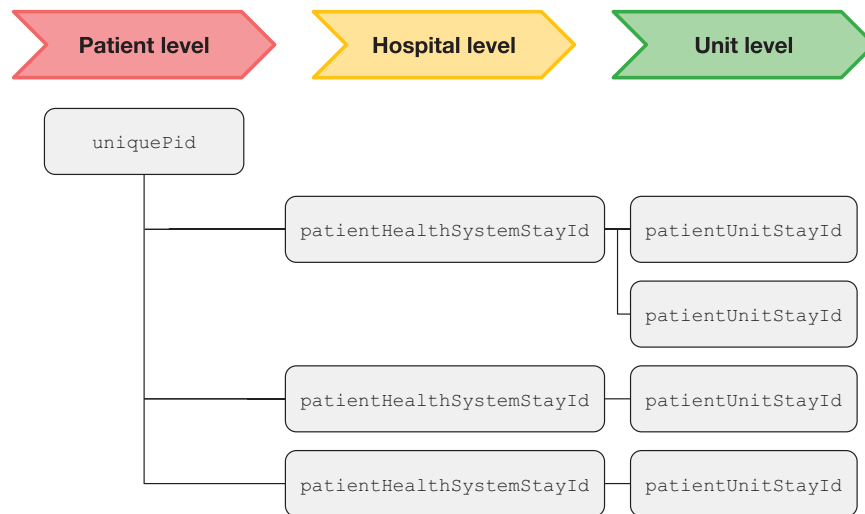 Patient level
Hospital level
Unit level
uniquePid
patientHealthSystemStayId
patientUnitStayId
patientUnitStayId
patientHealthSystemStayId
patientUnitStayId
patientHealthSystemStayId
patientUnitStayId